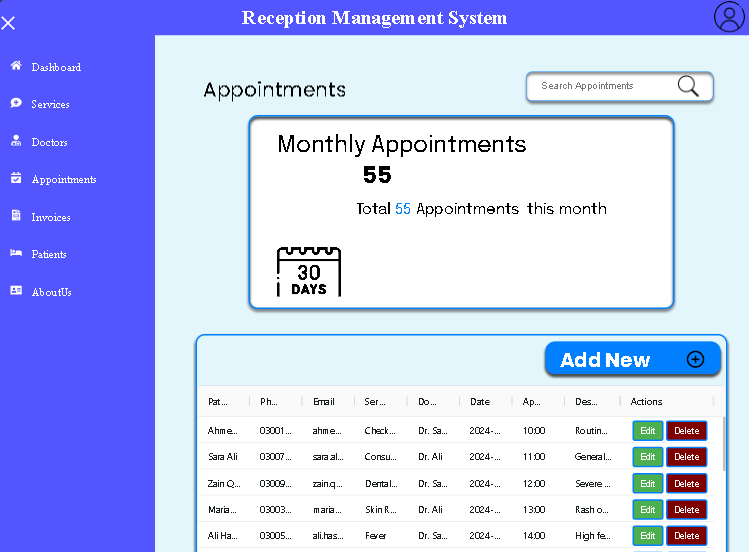 Reception Management System
Dashboard
Services
Doctors
Appointments
Invoices
Patients
AboutUs
Appointments
Search Appointments
Monthly Appointments
55
Total 55 Appointments this month
30
DAYS
Add New
Pat... Ph... Email Ser... Do... Date Ap... Des... Actions
Ahme... 03001... ahme... Check... Dr. Sa... 2024-... 10:00 Routin... Edit Delete
Sara Ali 03007... sara.al... Consu... Dr. Ali 2024-... 11:00 General... Edit Delete
Zain Q... 03009... zain.q... Dental... Dr. Sa... 2024-... 12:00 Severe ... Edit Delete
Maria... 03003... maria... Skin R... Dr. Ali 2024-... 13:00 Rash o... Edit Delete
Ali Ha... 03005... ali.has... Fever Dr. Sa... 2024-... 14:00 High fe... Edit Delete